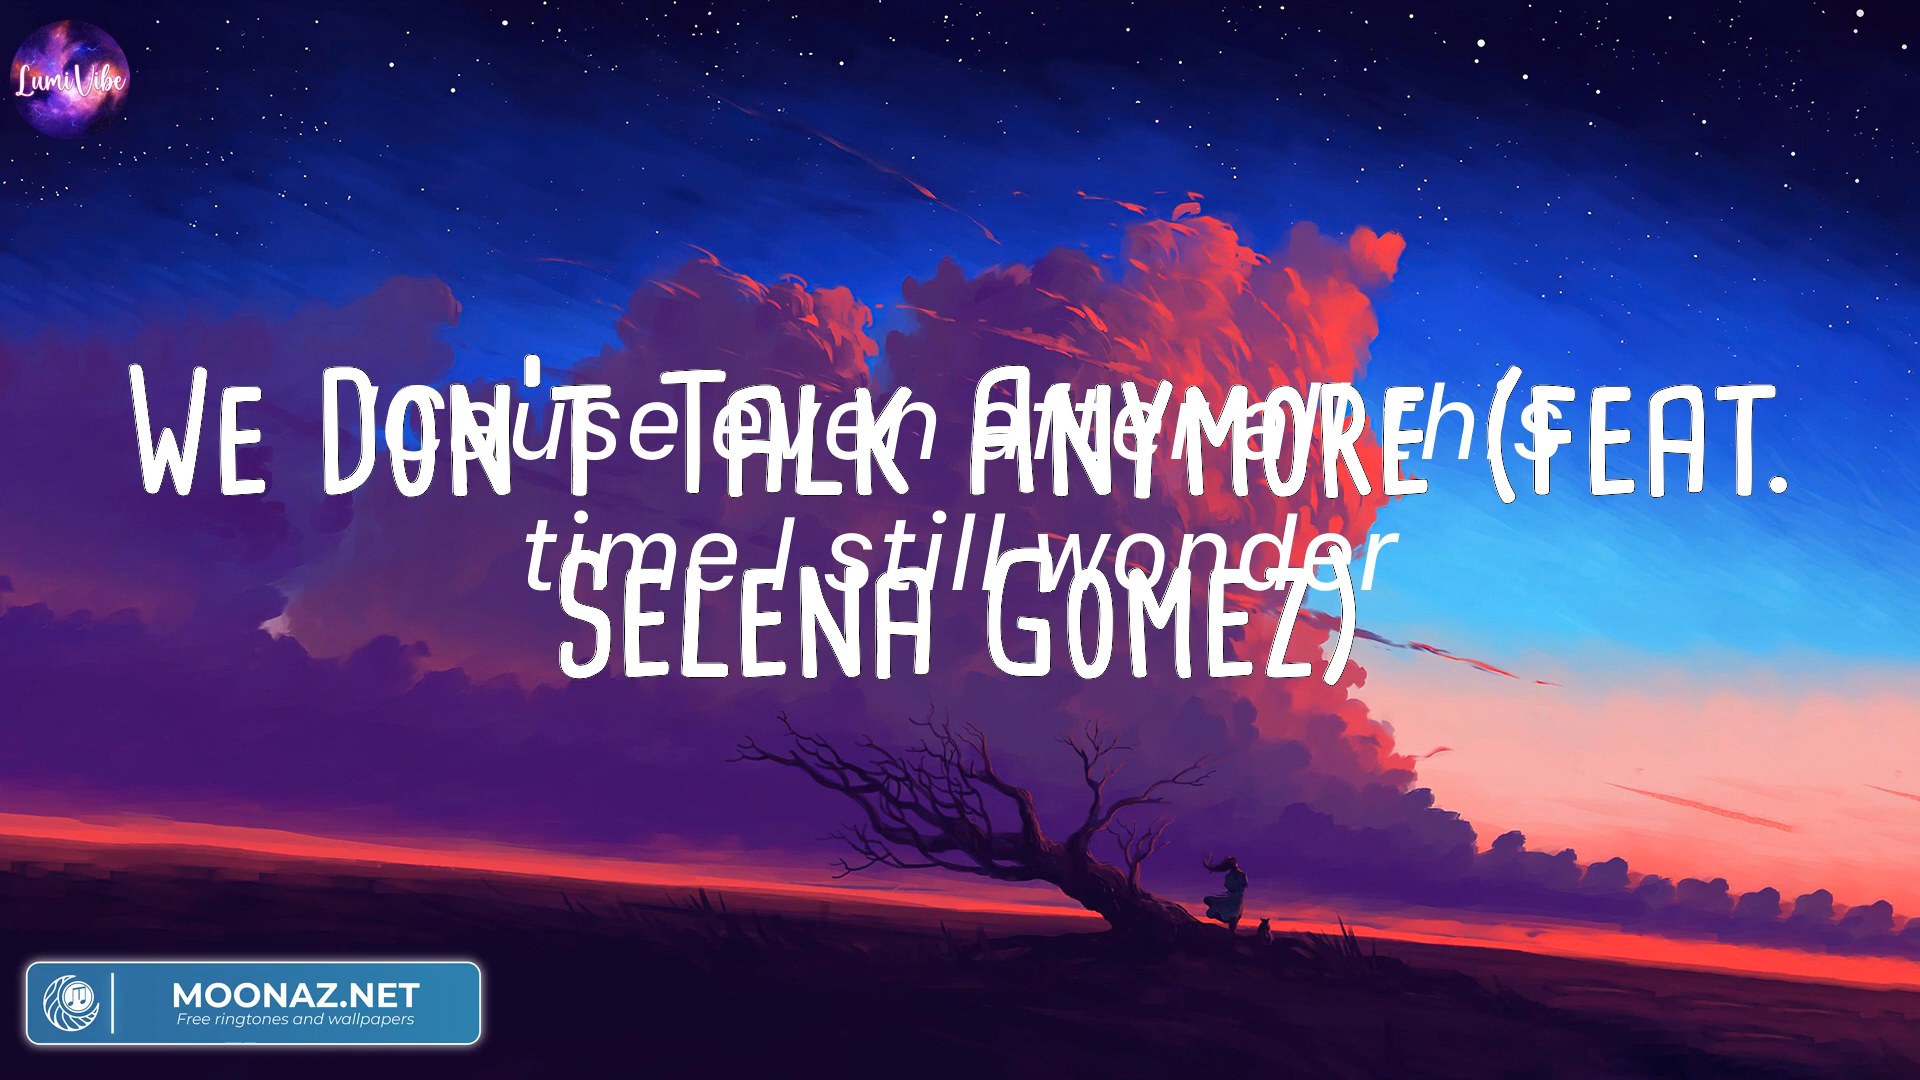 LumiVibe
We Don't Talk Anymore (feat.
Selena Gomez)
'Cause even after all this
time I still wonder
MOONAZ.NET
Free ringtones and wallpapers